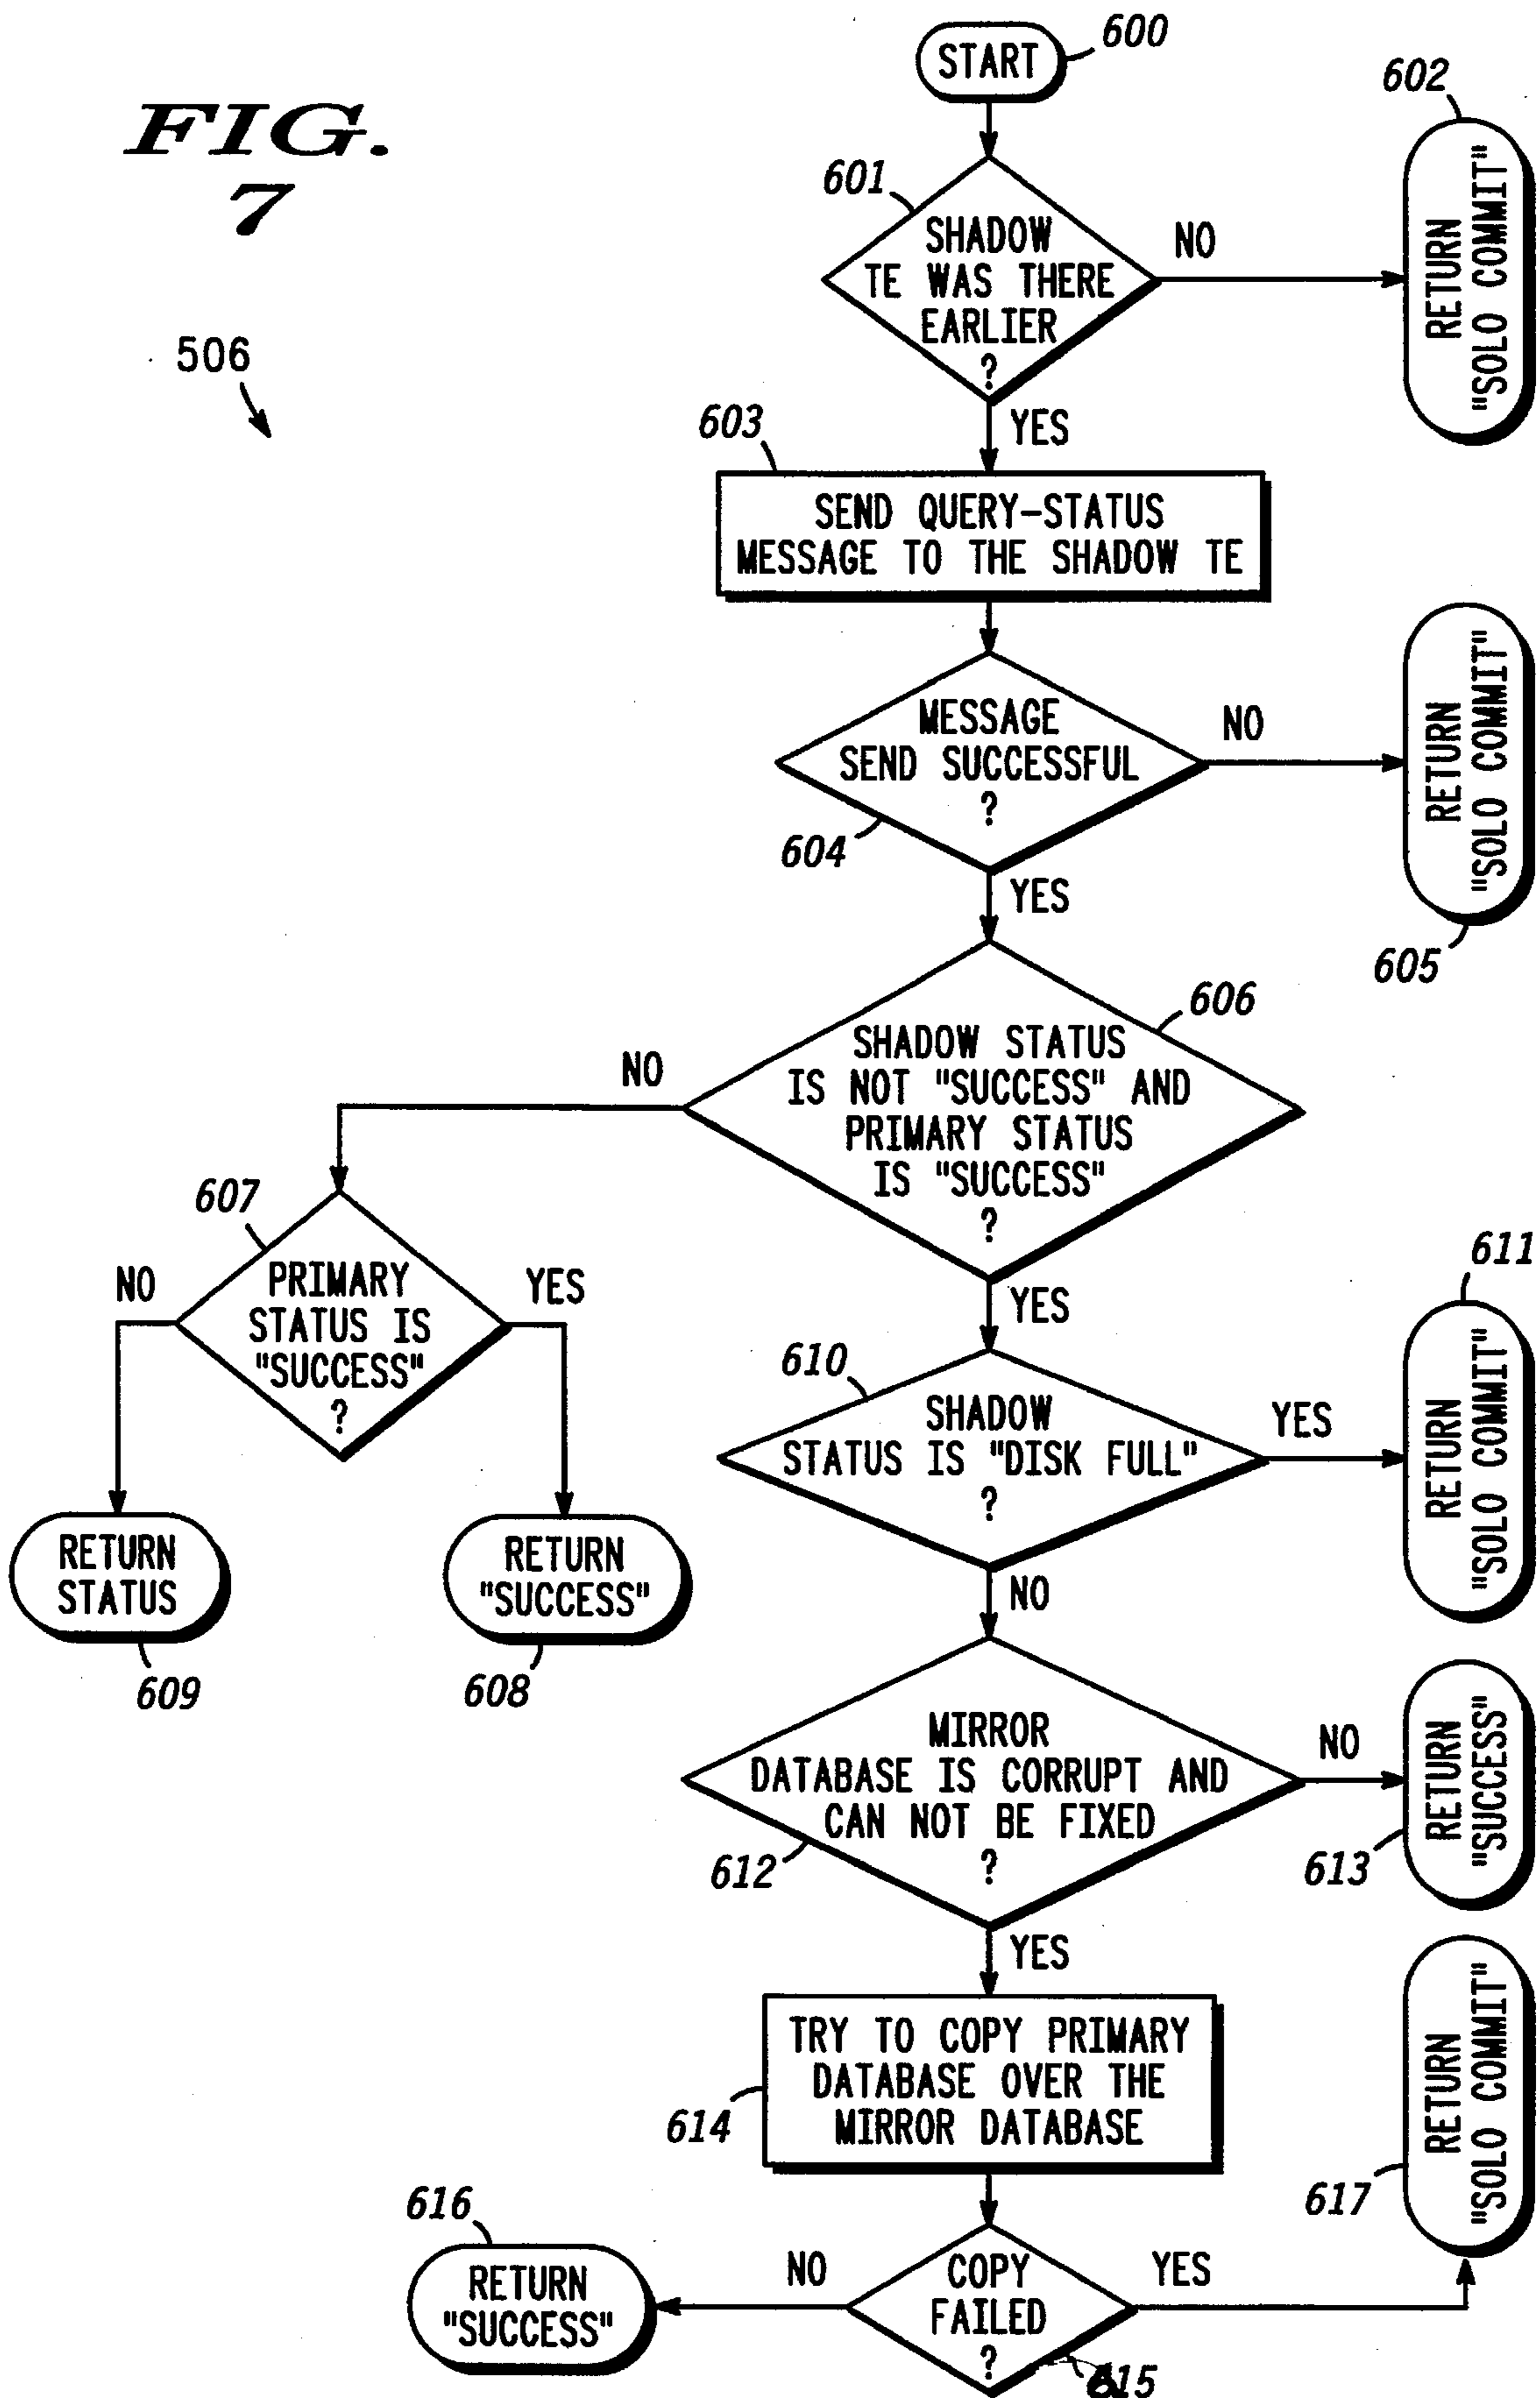 FIG.
7
506
START
600
601
SHADOW
TE WAS THERE
EARLIER
?
NO
602
RETURN
"SOLO COMMIT"
YES
603
SEND QUERY-STATUS
MESSAGE TO THE SHADOW TE
MESSAGE
SEND SUCCESSFUL
?
604
NO
RETURN
"SOLO COMMIT"
605
YES
606
SHADOW STATUS
IS NOT "SUCCESS" AND
PRIMARY STATUS
IS "SUCCESS"
?
NO
607
PRIMARY
STATUS IS
"SUCCESS"
?
NO
YES
RETURN
STATUS
609
RETURN
"SUCCESS"
608
YES
610
SHADOW
STATUS IS "DISK FULL"
?
YES
611
RETURN
"SOLO COMMIT"
NO
MIRROR
DATABASE IS CORRUPT AND
CAN NOT BE FIXED
?
612
NO
RETURN
"SUCCESS"
613
YES
TRY TO COPY PRIMARY
DATABASE OVER THE
MIRROR DATABASE
614
COPY
FAILED
?
615
NO
616
RETURN
"SUCCESS"
YES
RETURN
"SOLO COMMIT"
617